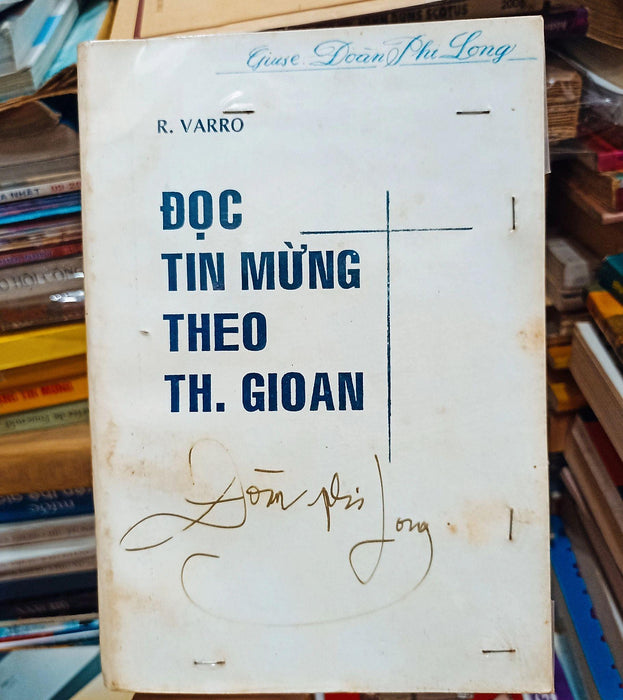 Giuse Đoàn Phi Long
R. VARRO
ĐỌC
TIN MỪNG
THEO
TH. GIOAN
Đoàn Phi Long